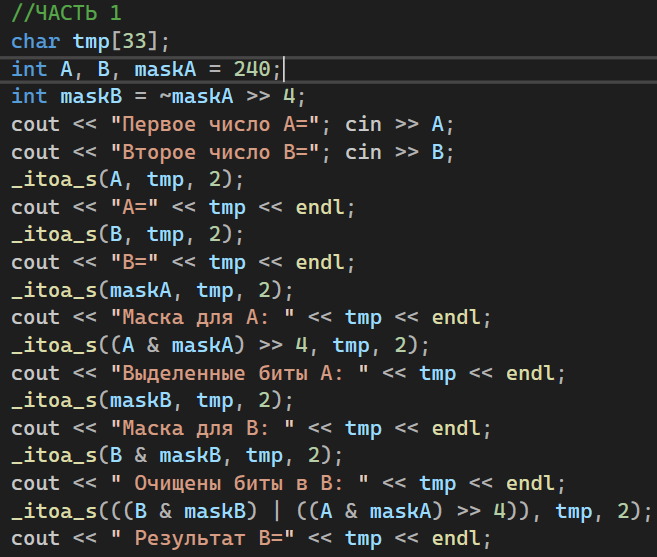 //ЧАСТЬ 1
char tmp[33];
int A, B, maskA = 240;
int maskB = ~maskA >> 4;
cout << "Первое число A="; cin >> A;
cout << "Второе число B="; cin >> B;
_itoa_s(A, tmp, 2);
cout << "A=" << tmp << endl;
_itoa_s(B, tmp, 2);
cout << "B=" << tmp << endl;
_itoa_s(maskA, tmp, 2);
cout << "Маска для A: " << tmp << endl;
_itoa_s((A & maskA) >> 4, tmp, 2);
cout << "Выделенные биты A: " << tmp << endl;
_itoa_s(maskB, tmp, 2);
cout << "Маска для B: " << tmp << endl;
_itoa_s(B & maskB, tmp, 2);
cout << " Очищены биты в B: " << tmp << endl;
_itoa_s(((B & maskB) | ((A & maskA) >> 4)), tmp, 2);
cout << " Результат B=" << tmp << endl;